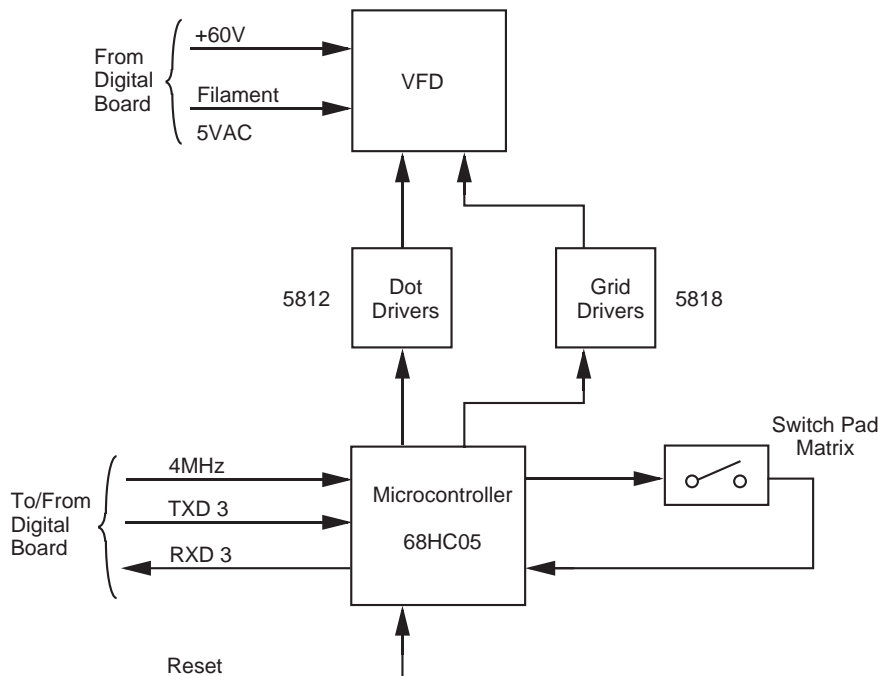 +60V
From
Digital
Board
Filament
5VAC
VFD
5812
Dot
Drivers
Grid
Drivers
5818
Switch Pad
Matrix
To/From
Digital
Board
4MHz
TXD 3
RXD 3
Microcontroller
68HC05
Reset